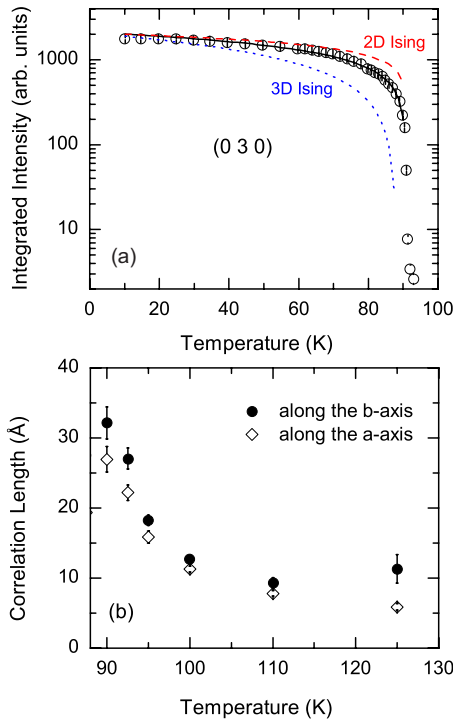 Integrated Intensity (arb. units)
1000
100
10
2D Ising
3D Ising
(0 3 0)
(a)
0 20 40 60 80 100
Temperature (K)
Correlation Length (Å)
40
30
20
10
0
along the b-axis
along the a-axis
(b)
90 100 110 120 130
Temperature (K)